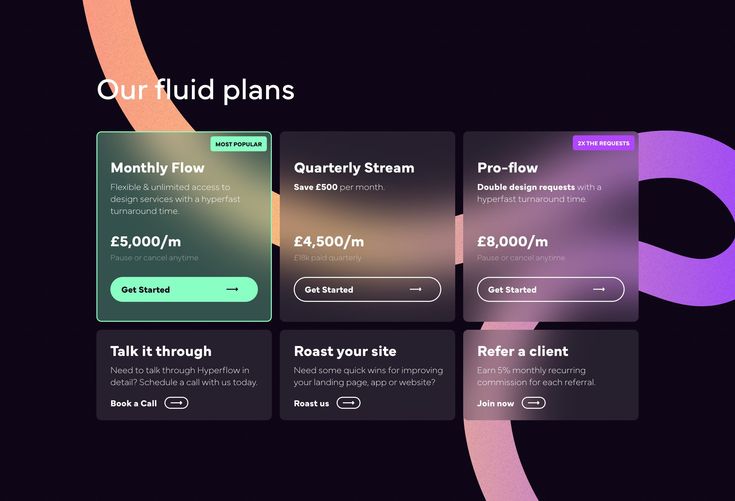 Our fluid plans
MOST POPULAR
Monthly Flow
Flexible & unlimited access to
design services with a hyperfast
turnaround time.
£5,000/m
Pause or cancel anytime
Get Started
Quarterly Stream
Save £500 per month.
£4,500/m
£18k paid quarterly
Get Started
2X THE REQUESTS
Pro-flow
Double design requests with a
hyperfast turnaround time.
£8,000/m
Pause or cancel anytime
Get Started
Talk it through
Need to talk through Hyperflow in
detail? Schedule a call with us today.
Book a Call
Roast your site
Need some quick wins for improving
your landing page, app or website?
Roast us
Refer a client
Earn 5% monthly recurring
commission for each referral.
Join now